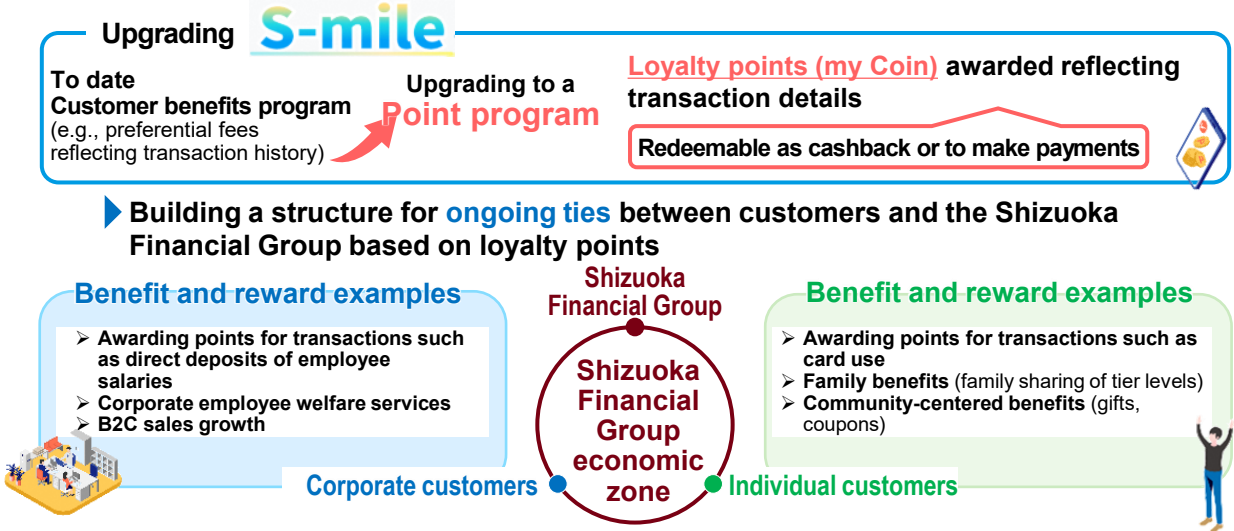 Upgrading S-mile
To date
Customer benefits program
(e.g., preferential fees
reflecting transaction history)
Upgrading to a
Point program
Loyalty points (my Coin) awarded reflecting
transaction details
Redeemable as cashback or to make payments
Building a structure for ongoing ties between customers and the Shizuoka
Financial Group based on loyalty points
Benefit and reward examples
➢ Awarding points for transactions such
as direct deposits of employee
salaries
➢ Corporate employee welfare services
➢ B2C sales growth
Corporate customers
Shizuoka
Financial Group
Shizuoka
Financial
Group
economic
zone
Benefit and reward examples
➢ Awarding points for transactions such as
card use
➢ Family benefits (family sharing of tier levels)
➢ Community-centered benefits (gifts,
coupons)
Individual customers